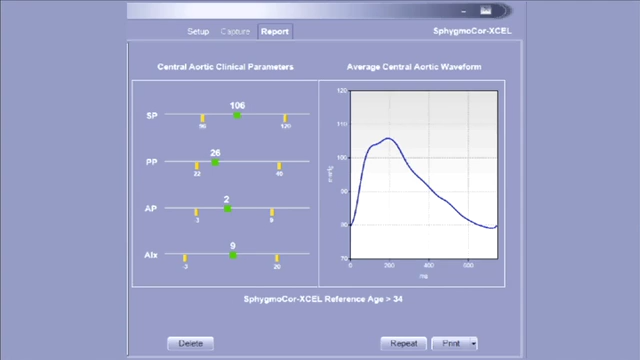 Setup Capture Report
SphygmoCor-XCEL
Central Aortic Clinical Parameters
Average Central Aortic Waveform
SP
106
120
PP
26
22
AP
2
-3
9
AIx
9
-3
20
120
110
100
90
80
70
mmHg
0 200 400 600
ms
SphygmoCor-XCEL Reference Age > 34
Delete
Repeat
Print